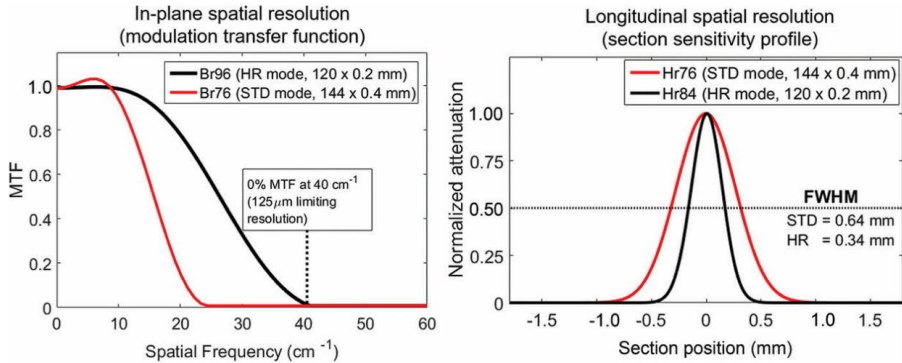 In-plane spatial resolution
(modulation transfer function)
Br96 (HR mode, 120 x 0.2 mm)
Br76 (STD mode, 144 x 0.4 mm)
1.0
0.8
0.6
0.4
0.2
0
MTF
0% MTF at 40 cm⁻¹
(125μm limiting
resolution)
0 10 20 30 40 50 60
Spatial Frequency (cm⁻¹)
Longitudinal spatial resolution
(section sensitivity profile)
Hr76 (STD mode, 144 x 0.4 mm)
Hr84 (HR mode, 120 x 0.2 mm)
1.00
0.75
0.50
0.25
0
Normalized attenuation
FWHM
STD = 0.64 mm
HR = 0.34 mm
-1.5 -1.0 -0.5 0 0.5 1.0 1.5
Section position (mm)